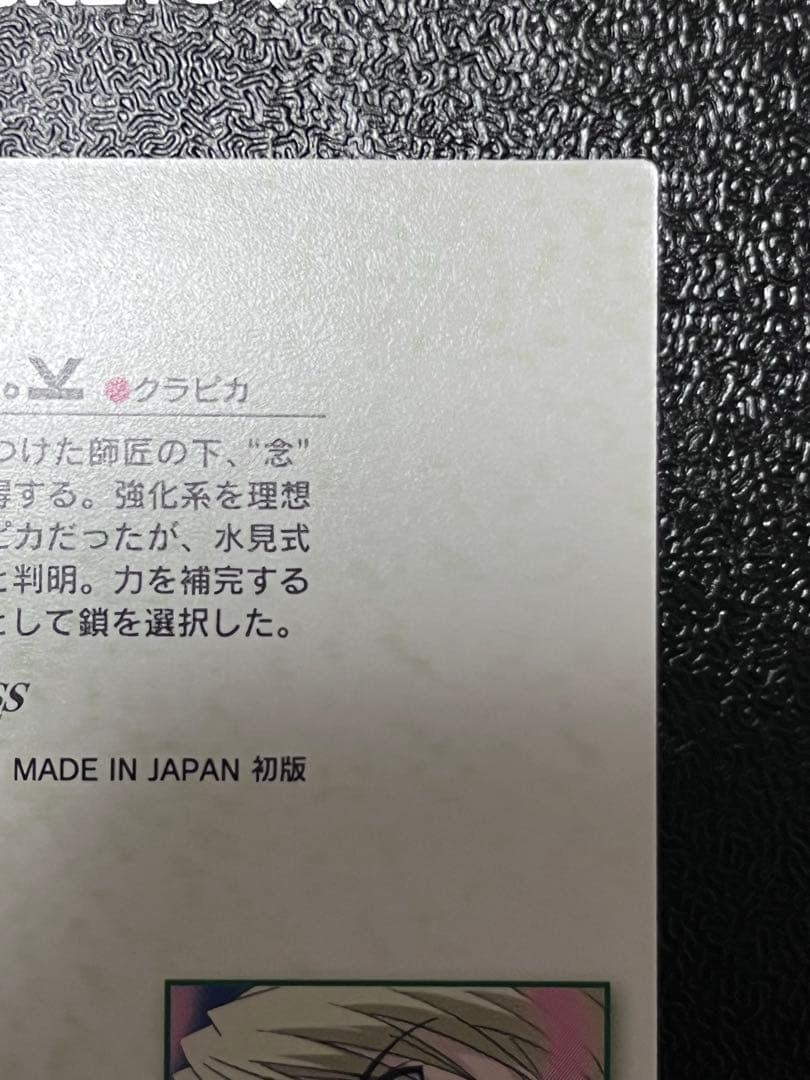 。 クラピカ
つけた師匠の下、“念”
得する。強化系を理想
ピカだったが、水見式
と判明。力を補完する
として鎖を選択した。
SS
MADE IN JAPAN 初版